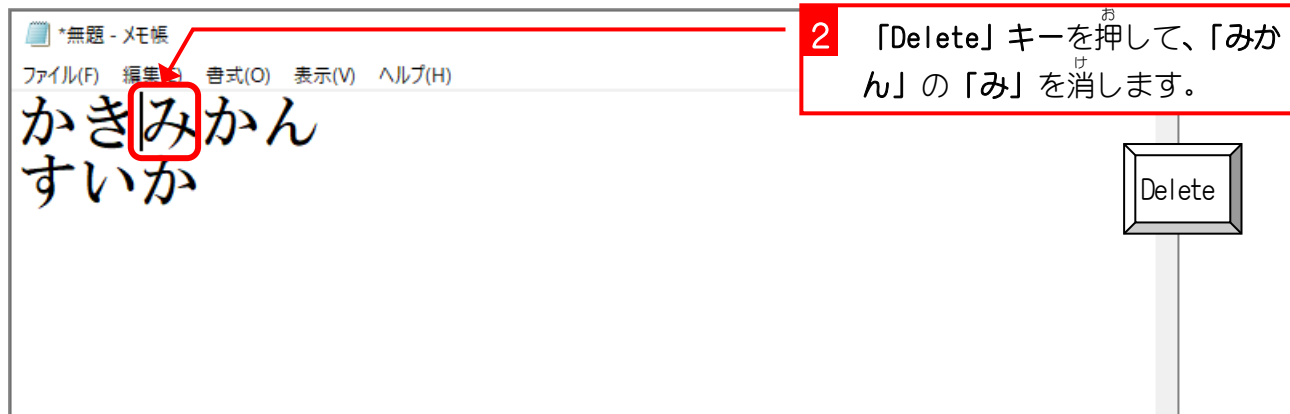 *無題 - メモ帳
ファイル(F) 書式(O) 表示(V) ヘルプ(H)
かきみかん
すいか
2 「Delete」キーを押して、「みか
ん」の「み」を消します。
お
け
Delete